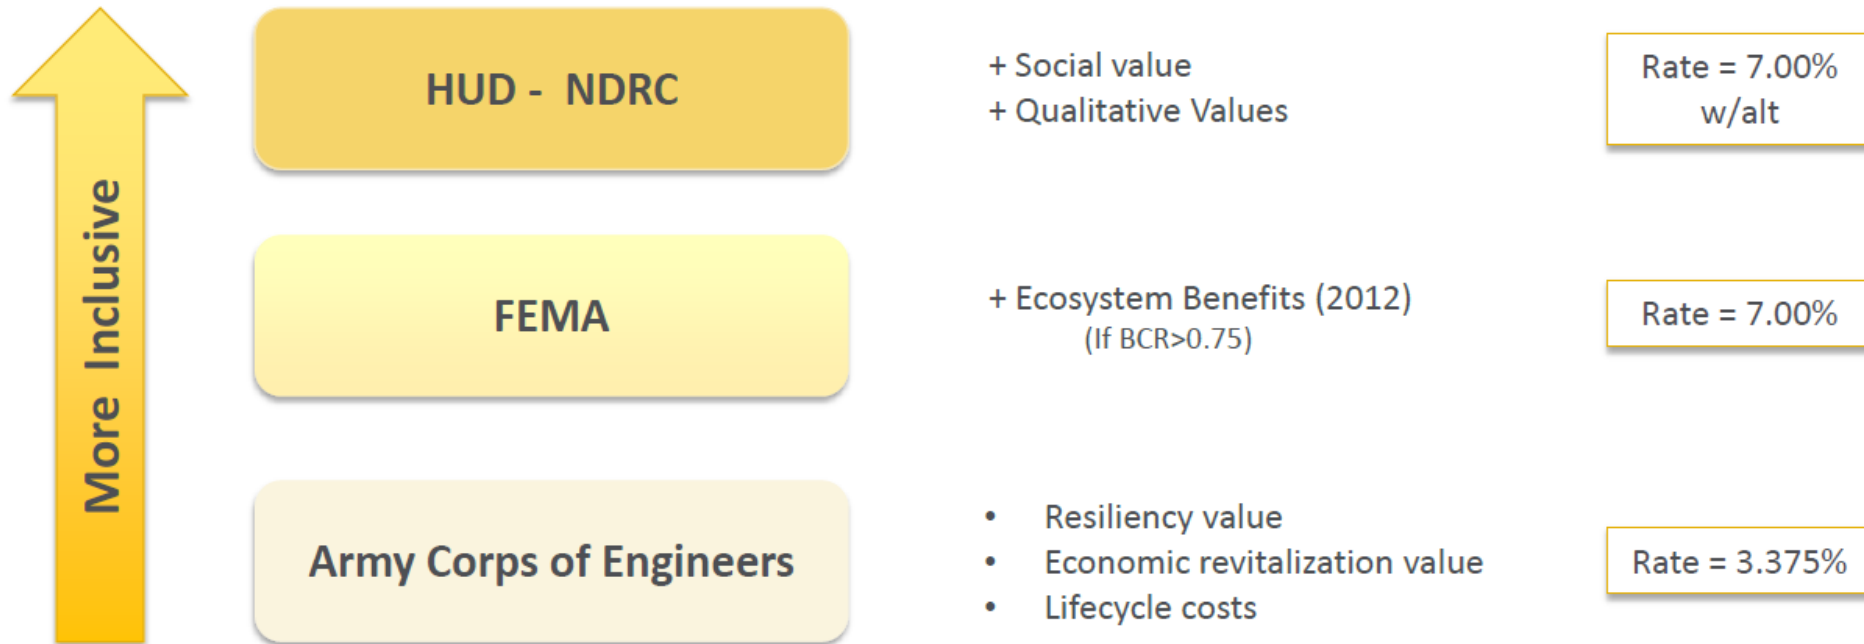 More Inclusive
HUD - NDRC
+ Social value
+ Qualitative Values
Rate = 7.00%
w/alt
FEMA
+ Ecosystem Benefits (2012)
(If BCR>0.75)
Rate = 7.00%
Army Corps of Engineers
• Resiliency value
• Economic revitalization value
• Lifecycle costs
Rate = 3.375%